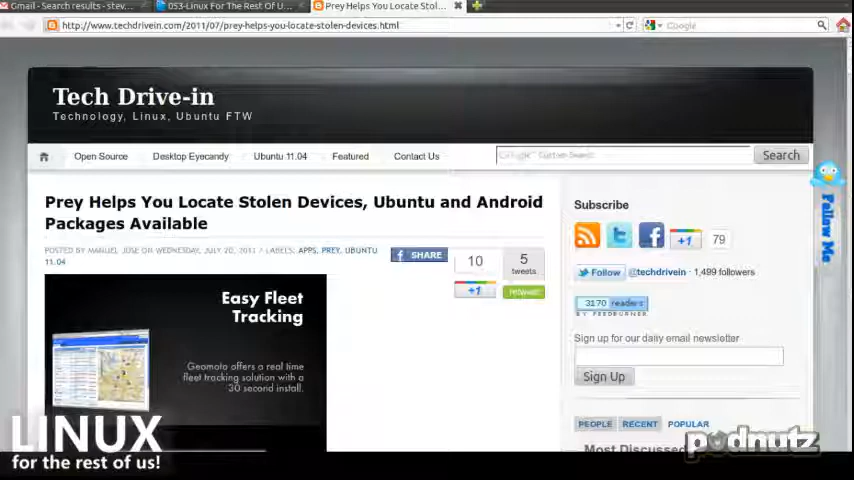 Gmail - Search results - stev...
053-Linux For The Rest Of U...
Prey Helps You Locate Stol...
http://www.techdrivein.com/2011/07/prey-helps-you-locate-stolen-devices.html
Google
Tech Drive-in
Technology, Linux, Ubuntu FTW
Open Source
Desktop Eyecandy
Ubuntu 11.04
Featured
Contact Us
Google™ Custom Search
Search
Prey Helps You Locate Stolen Devices, Ubuntu and Android
Packages Available
POSTED BY MANUEL JOSE ON WEDNESDAY, JULY 20, 2011 / LABELS: APPS, PREY, UBUNTU
11.04
SHARE
10
+1
5
tweets
retweet
Easy Fleet
Tracking
Geomoto offers a real time
fleet tracking solution with a
30 second install.
Subscribe
+1
79
Follow
@techdrivein · 1,499 followers
3170 readers
BY FEEDBURNER
Sign up for our daily email newsletter
Sign Up
PEOPLE
RECENT
POPULAR
Most Discussed
Follow Me
LINUX
for the rest of us!
podnutz